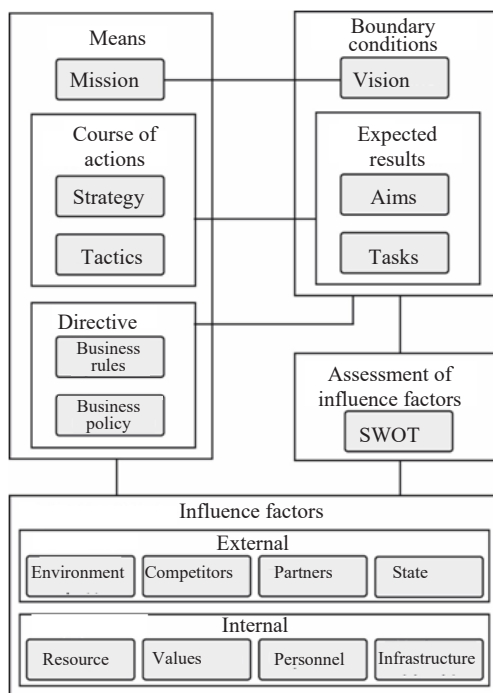 Means
Mission
Course of
actions
Strategy
Tactics
Directive
Business
rules
Business
policy
Boundary
conditions
Vision
Expected
results
Aims
Tasks
Assessment of
influence factors
SWOT
Influence factors
External
Environment
Competitors
Partners
State
Internal
Resource
Values
Personnel
Infrastructure